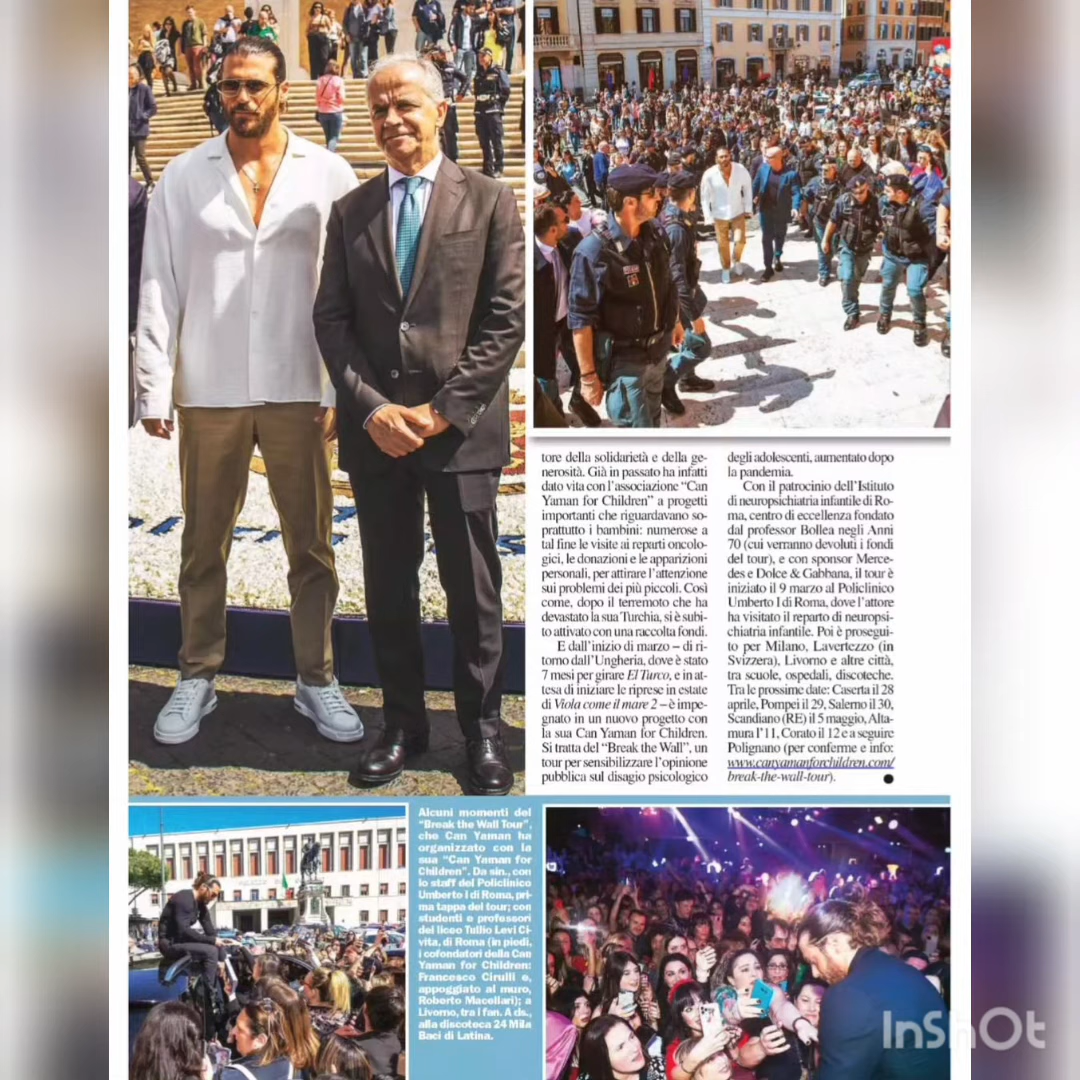 tore della solidarietà e della ge-
nerosità. Già in passato ha infatti
dato vita con l'associazione “Can
Yaman for Children” a progetti
importanti che riguardavano so-
prattutto i bambini: numerose a
tal fine le visite ai reparti oncolo-
gici, le donazioni e le apparizioni
personali, per attirare l'attenzione
sui problemi dei più piccoli. Così
come, dopo il terremoto che ha
devastato la sua Turchia, si è subi-
to attivato con una raccolta fondi.
E dall'inizio di marzo – di ri-
torno dall'Ungheria, dove è stato
7 mesi per girare El Turco, e in at-
tesa di iniziare le riprese in estate
di Viola come il mare 2 – è impe-
gnato in un nuovo progetto con
la sua Can Yaman for Children.
Si tratta del “Break the Wall”, un
tour per sensibilizzare l'opinione
pubblica sul disagio psicologico
degli adolescenti, aumentato dopo
la pandemia.
Con il patrocinio dell'Istituto
di neuropsichiatria infantile di Ro-
ma, centro di eccellenza fondato
dal professor Bollea negli Anni
70 (cui verranno devoluti i fondi
del tour), e con sponsor Merce-
des e Dolce & Gabbana, il tour è
iniziato il 9 marzo al Policlinico
Umberto I di Roma, dove l'attore
ha visitato il reparto di neuropsi-
chiatria infantile. Poi è prosegui-
to per Milano, Lavertezzo (in
Svizzera), Livorno e altre città,
tra scuole, ospedali, discoteche.
Tra le prossime date: Caserta il 28
aprile, Pompei il 29, Salerno il 30,
Scandiano (RE) il 5 maggio, Alta-
mura l'11, Corato il 12 e a seguire
Polignano (per conferme e info:
www.canyamanforchildren.com/
break-the-wall-tour).
Alcuni momenti del
“Break the Wall Tour”,
che Can Yaman ha
organizzato con la
sua “Can Yaman for
Children”. Da sin., con
lo staff del Policlinico
Umberto I di Roma, pri-
ma tappa del tour; con
studenti e professori
del liceo Tullio Levi Ci-
vita, di Roma (in piedi,
i cofondatori della Can
Yaman for Children:
Francesco Cirulli e,
appoggiato al muro,
Roberto Macellari); a
Livorno, tra i fan. A ds.,
alla discoteca 24 Mila
Baci di Latina.
InShOt